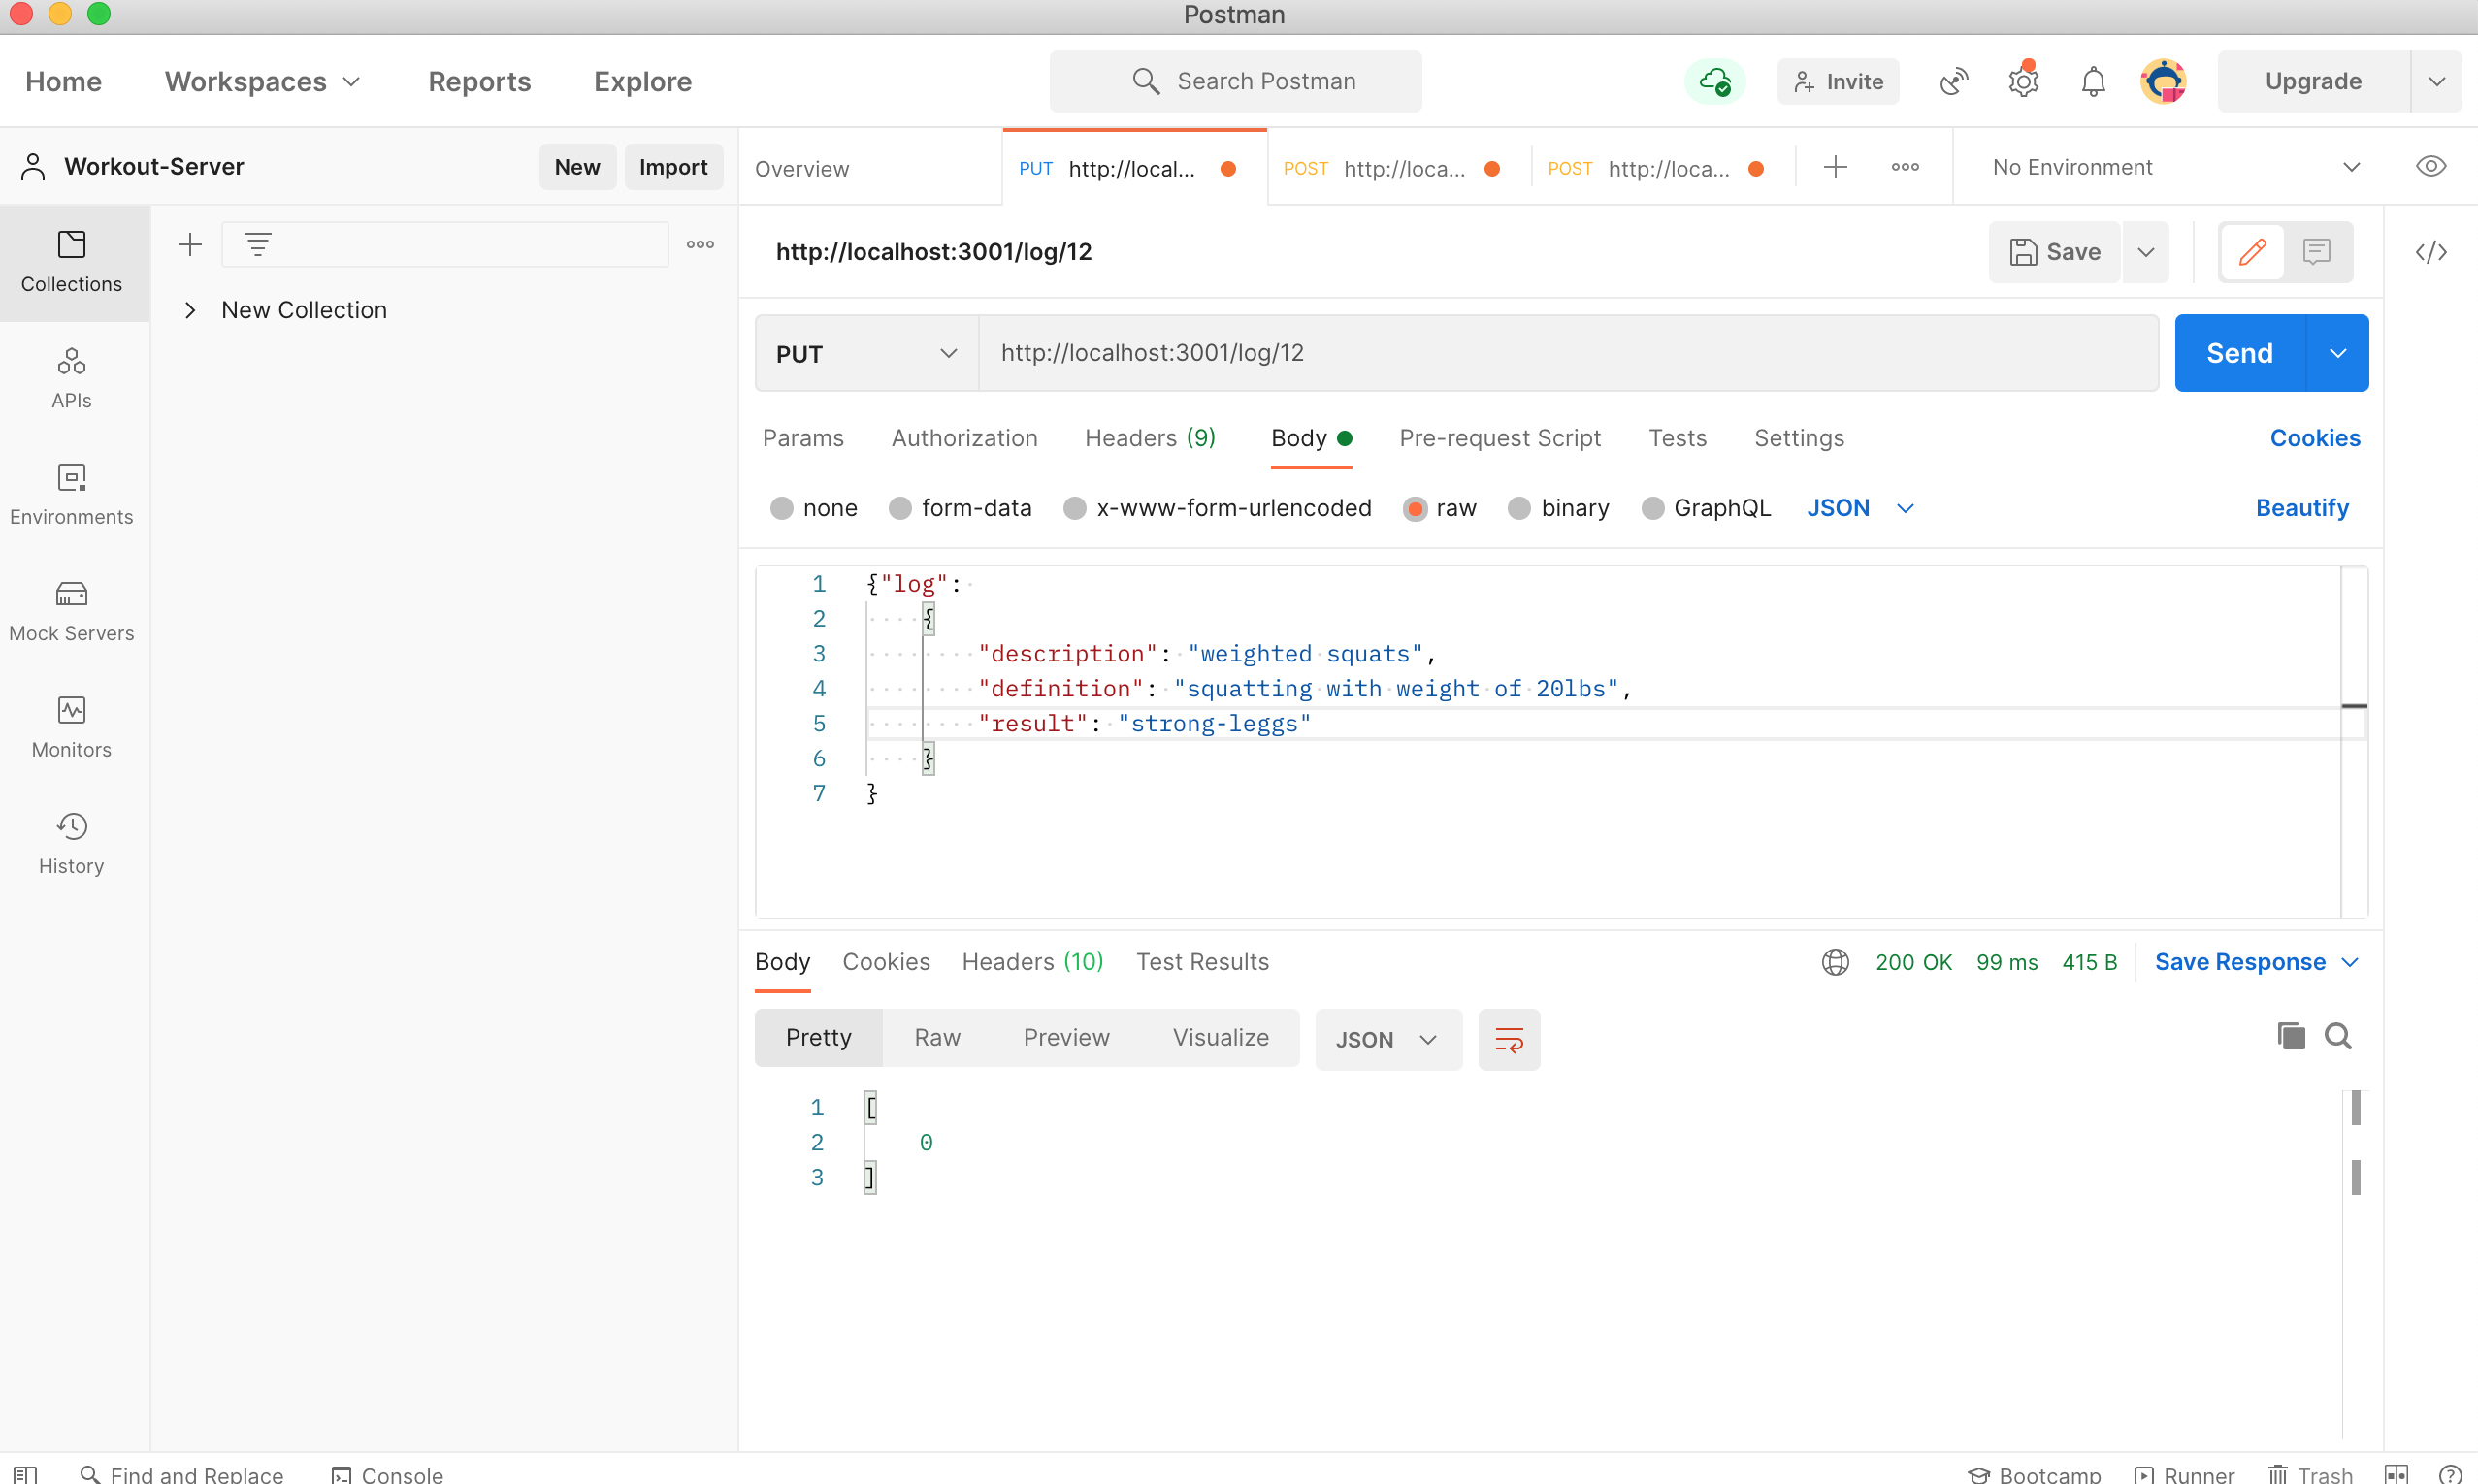 Postman
Home Workspaces Reports Explore Search Postman Invite Upgrade
Workout-Server New Import Overview PUT http://local... POST http://loca... POST http://loca... No Environment
Collections
New Collection
APIs
Environments
Mock Servers
Monitors
History
http://localhost:3001/log/12 Save </>
PUT http://localhost:3001/log/12 Send
Params Authorization Headers (9) Body Pre-request Script Tests Settings Cookies
none form-data x-www-form-urlencoded raw binary GraphQL JSON Beautify
1 {"log":
2 {
3 "description": "weighted squats",
4 "definition": "squatting with weight of 20lbs",
5 "result": "strong-leggs"
6 }
7 }
Body Cookies Headers (10) Test Results 200 OK 99 ms 415 B Save Response
Pretty Raw Preview Visualize JSON
1 [
2 0
3 ]
Find and Replace Console Bootcamp Runner Trash